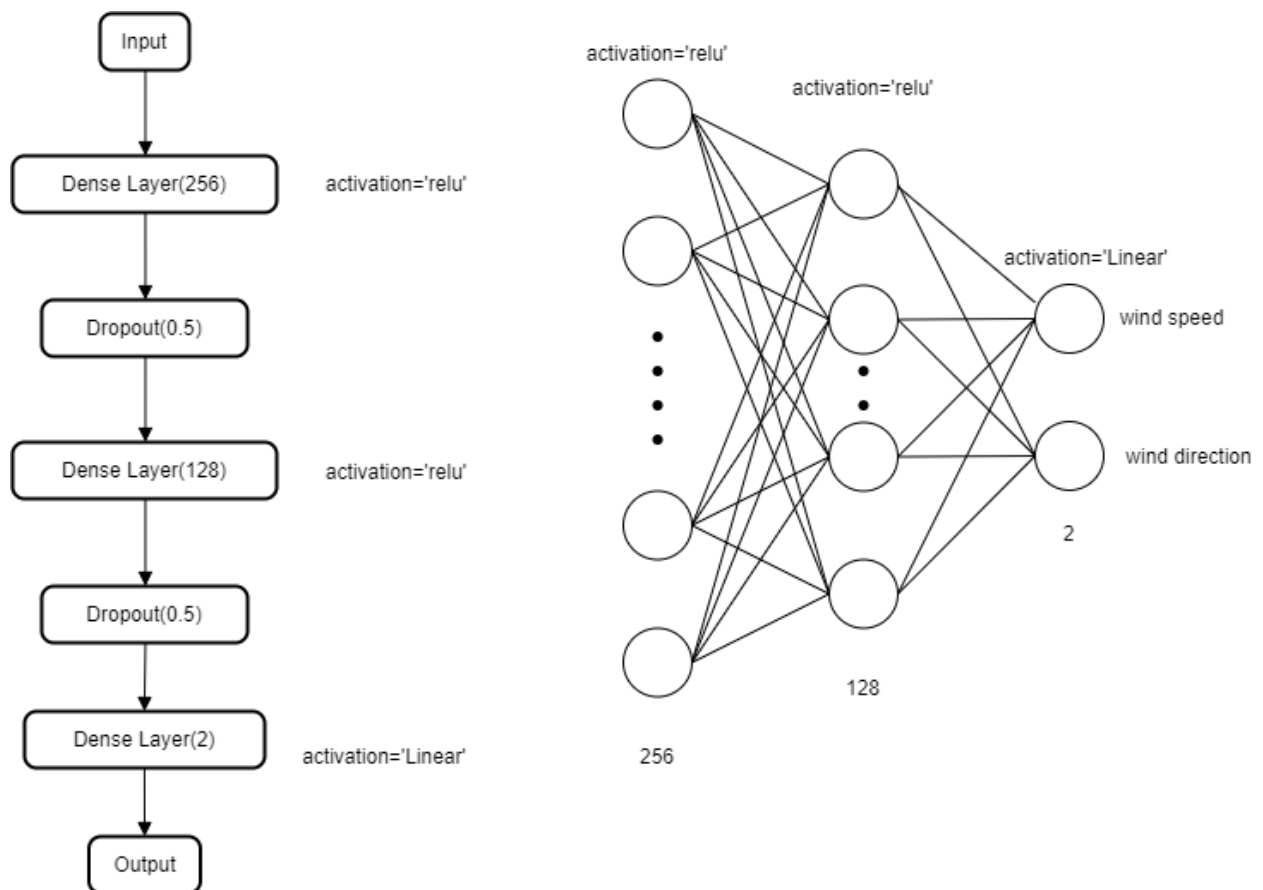 Input
Dense Layer(256)
activation='relu'
Dropout(0.5)
Dense Layer(128)
activation='relu'
Dropout(0.5)
Dense Layer(2)
activation='Linear'
Output
activation='relu'
activation='relu'
activation='Linear'
wind speed
wind direction
2
128
256